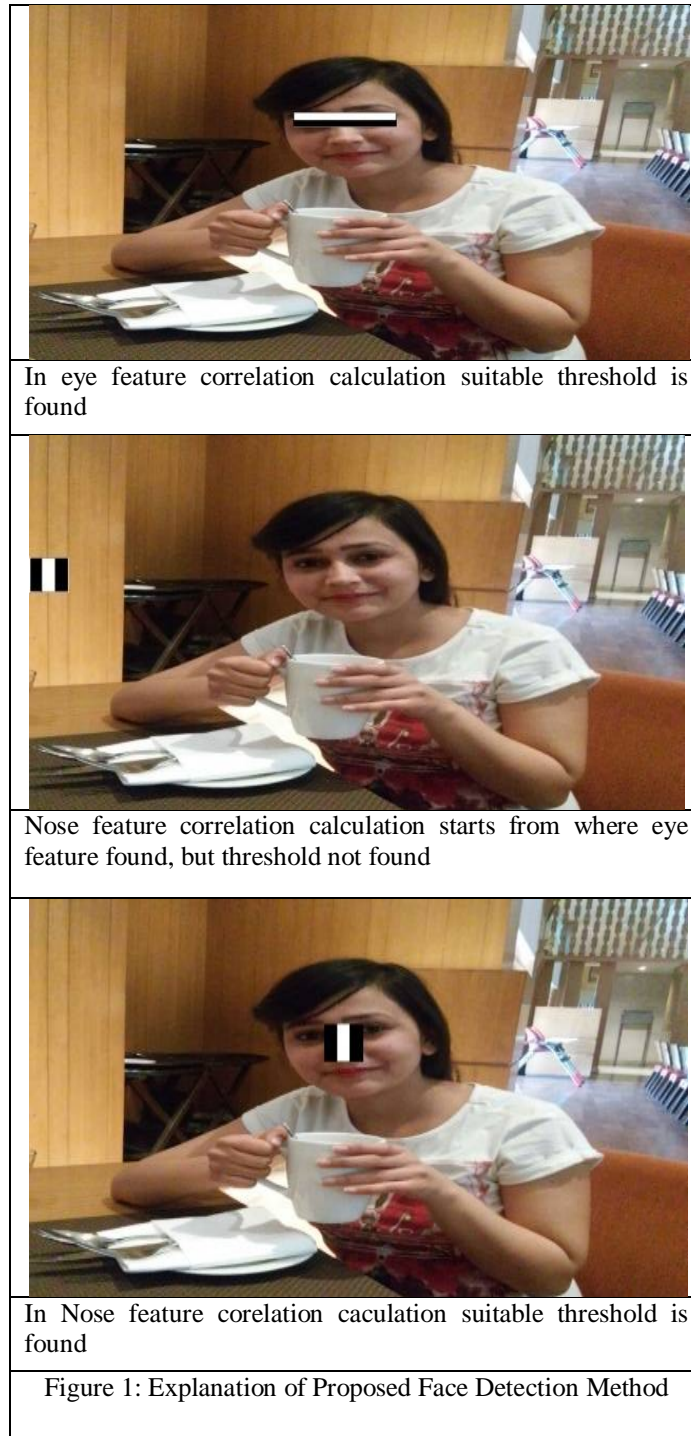 In eye feature correlation calculation suitable threshold is
found
Nose feature correlation calculation starts from where eye
feature found, but threshold not found
In Nose feature corelation caculation suitable threshold is
found
Figure 1: Explanation of Proposed Face Detection Method